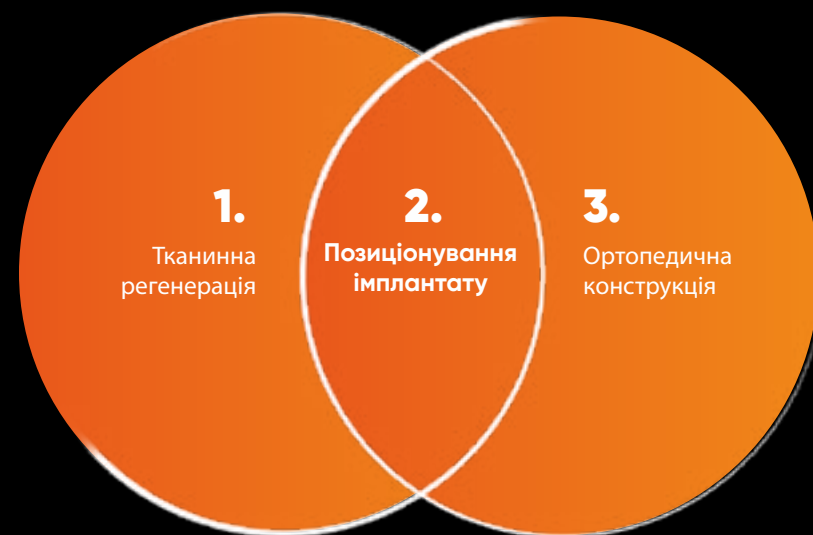 1.
Тканинна
регенерація
2.
Позиціонування
імплантату
3.
Ортопедична
конструкція